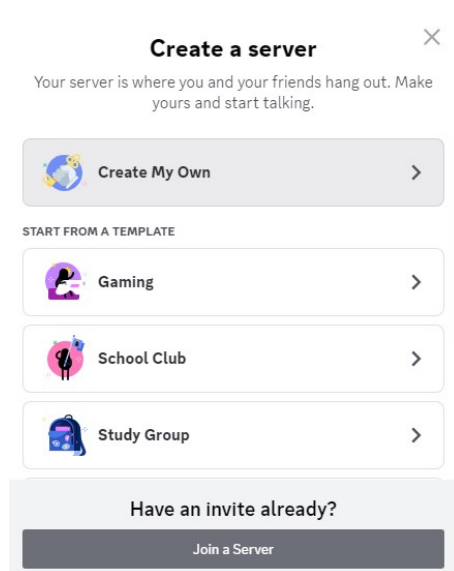 Create a server
Your server is where you and your friends hang out. Make
yours and start talking.
Create My Own
START FROM A TEMPLATE
Gaming
School Club
Study Group
Have an invite already?
Join a Server